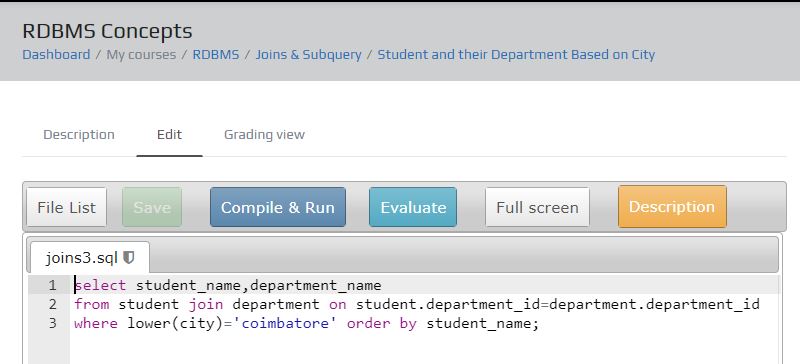 RDBMS Concepts
Dashboard / My courses / RDBMS / Joins & Subquery / Student and their Department Based on City
Description Edit Grading view
File List Save Compile & Run Evaluate Full screen Description
joins3.sql
1 select student_name,department_name
2 from student join department on student.department_id=department.department_id
3 where lower(city)='coimbatore' order by student_name;